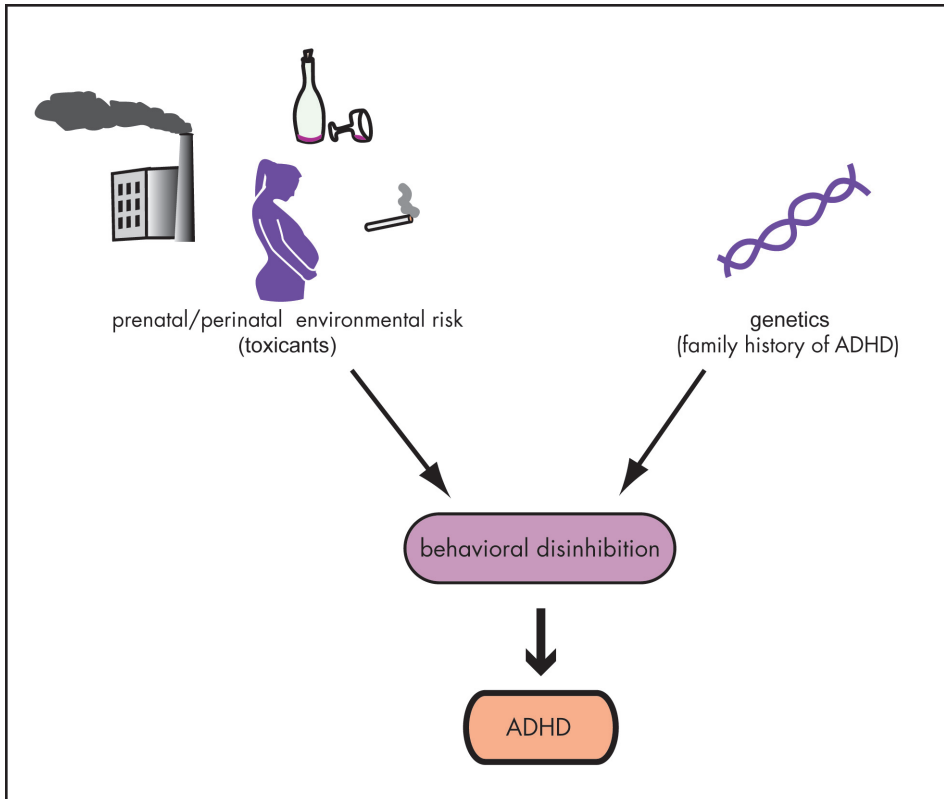 prenatal/perinatal environmental risk
(toxicants)
genetics
(family history of ADHD)
behavioral disinhibition
ADHD